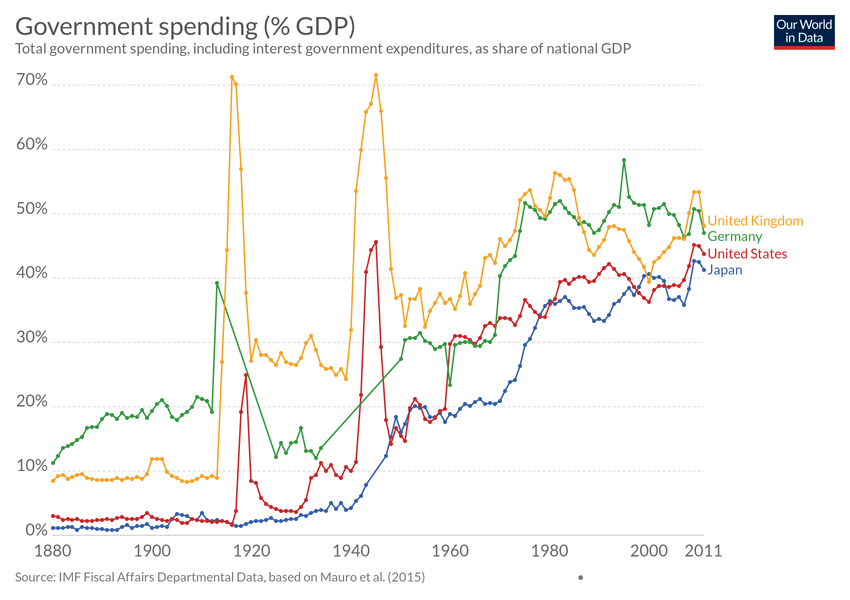 Government spending (% GDP)
Total government spending, including interest government expenditures, as share of national GDP
Our World
in Data
70%
60%
50%
40%
30%
20%
10%
0%
United Kingdom
Germany
United States
Japan
1880
1900
1920
1940
1960
1980
2000
2011
Source: IMF Fiscal Affairs Departmental Data, based on Mauro et al. (2015)